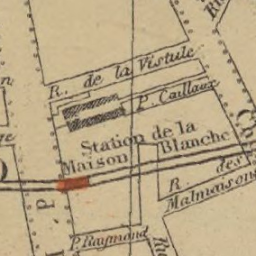 R. de la Vistule
P. Caillaux
Station de la
Maison Blanche
R. des
Malmaisons
P. Raymond